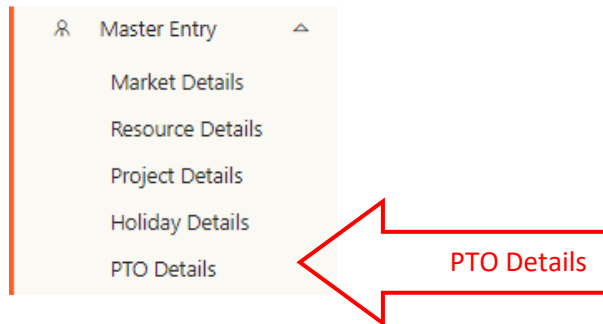 Master Entry
Market Details
Resource Details
Project Details
Holiday Details
PTO Details
PTO Details